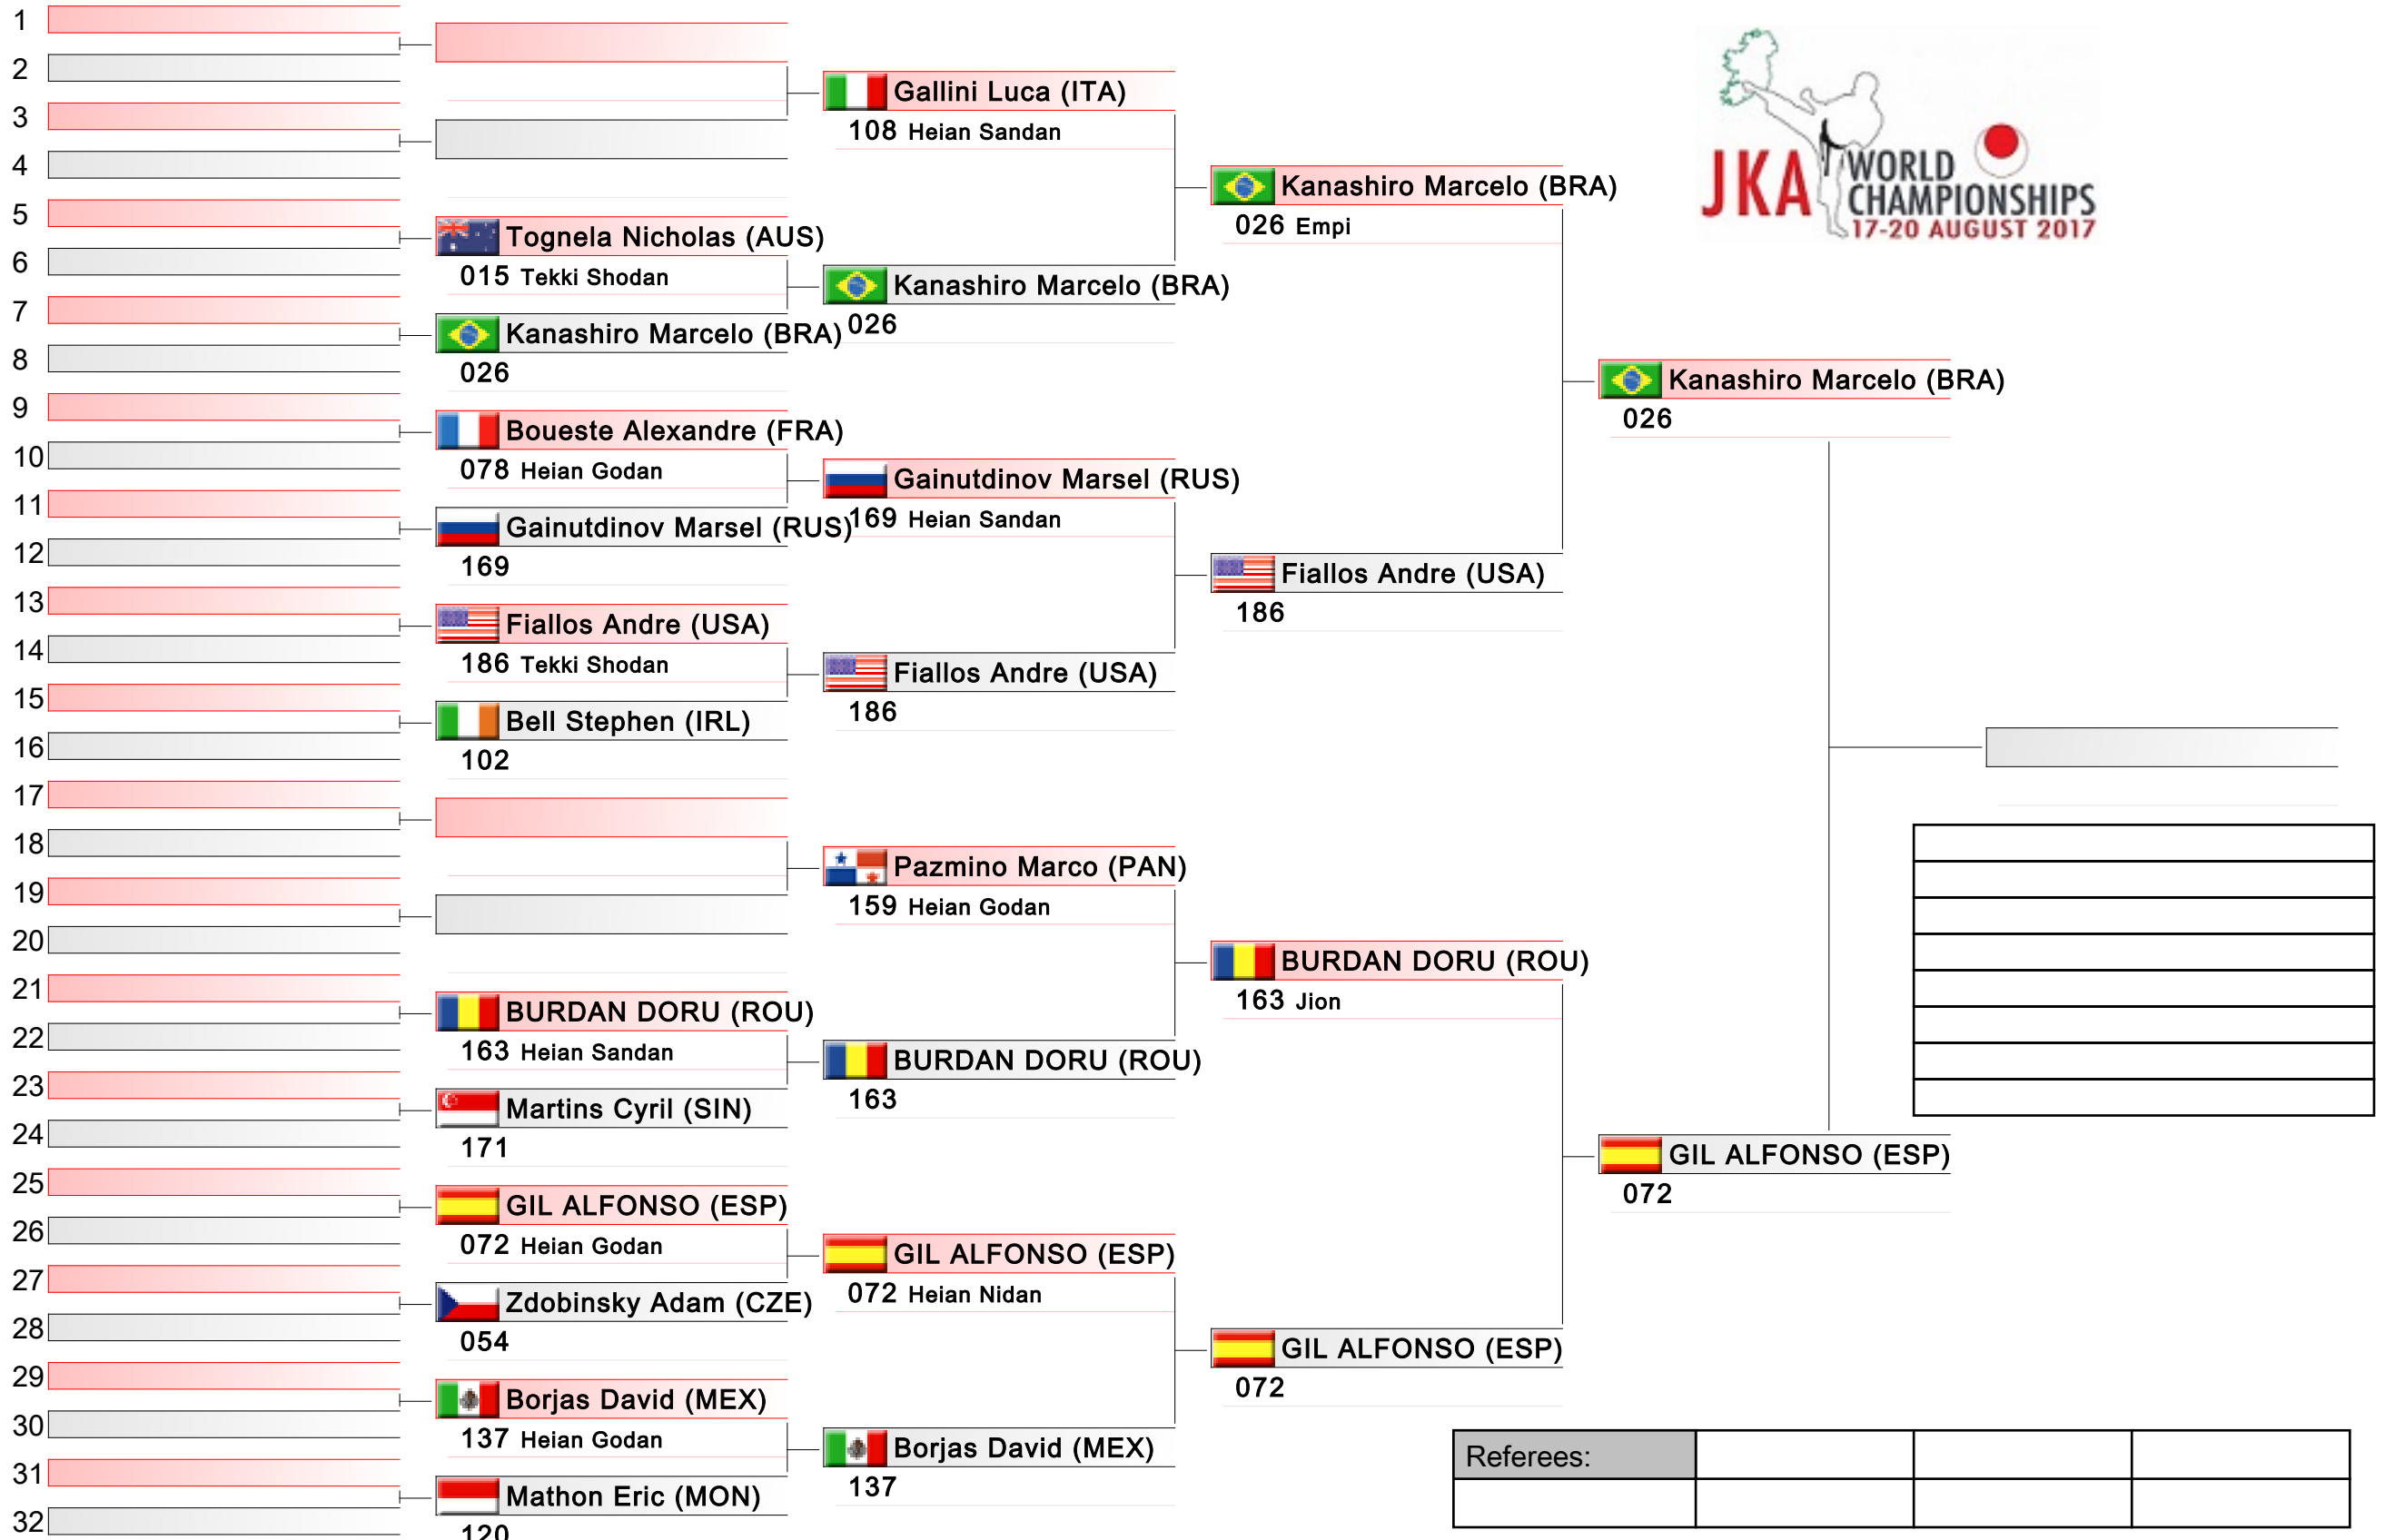 1
2
3
4
5
6
7
8
9
10
11
12
13
14
15
16
17
18
19
20
21
22
23
24
25
26
27
28
29
30
31
32
Tognela Nicholas (AUS)
015 Tekki Shodan
Kanashiro Marcelo (BRA)
026
Boueste Alexandre (FRA)
078 Heian Godan
Gainutdinov Marsel (RUS)
169
Fiallos Andre (USA)
186 Tekki Shodan
Bell Stephen (IRL)
102
BURDAN DORU (ROU)
163 Heian Sandan
Martins Cyril (SIN)
171
GIL ALFONSO (ESP)
072 Heian Godan
Zdobinsky Adam (CZE)
054
Borjas David (MEX)
137 Heian Godan
Mathon Eric (MON)
120
Gallini Luca (ITA)
108 Heian Sandan
Kanashiro Marcelo (BRA)
026
Gainutdinov Marsel (RUS)
169 Heian Sandan
Fiallos Andre (USA)
186
Pazmino Marco (PAN)
159 Heian Godan
BURDAN DORU (ROU)
163
GIL ALFONSO (ESP)
072 Heian Nidan
Borjas David (MEX)
137
Kanashiro Marcelo (BRA)
026 Empi
Fiallos Andre (USA)
186
BURDAN DORU (ROU)
163 Jion
GIL ALFONSO (ESP)
072
Kanashiro Marcelo (BRA)
026
GIL ALFONSO (ESP)
072
JKA WORLD
CHAMPIONSHIPS
17-20 AUGUST 2017
Referees: